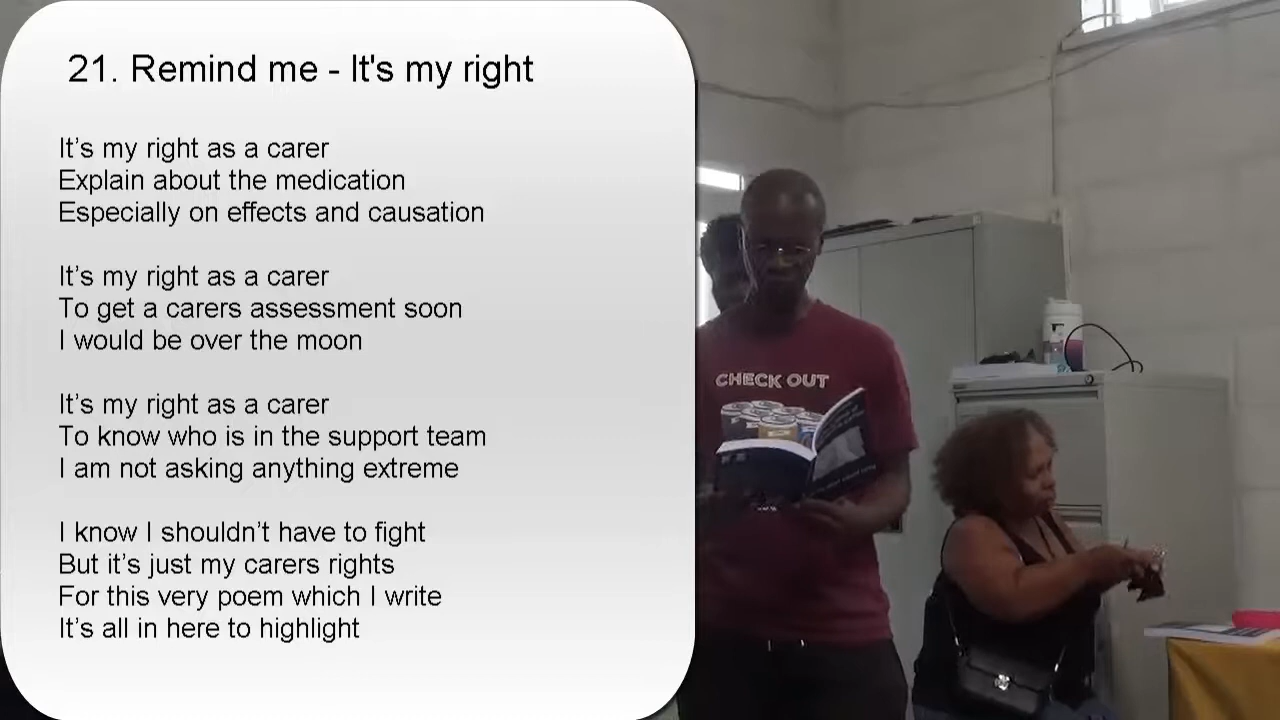 21. Remind me - It's my right
It’s my right as a carer
Explain about the medication
Especially on effects and causation
It’s my right as a carer
To get a carers assessment soon
I would be over the moon
It’s my right as a carer
To know who is in the support team
I am not asking anything extreme
I know I shouldn’t have to fight
But it’s just my carers rights
For this very poem which I write
It’s all in here to highlight
CHECK OUT